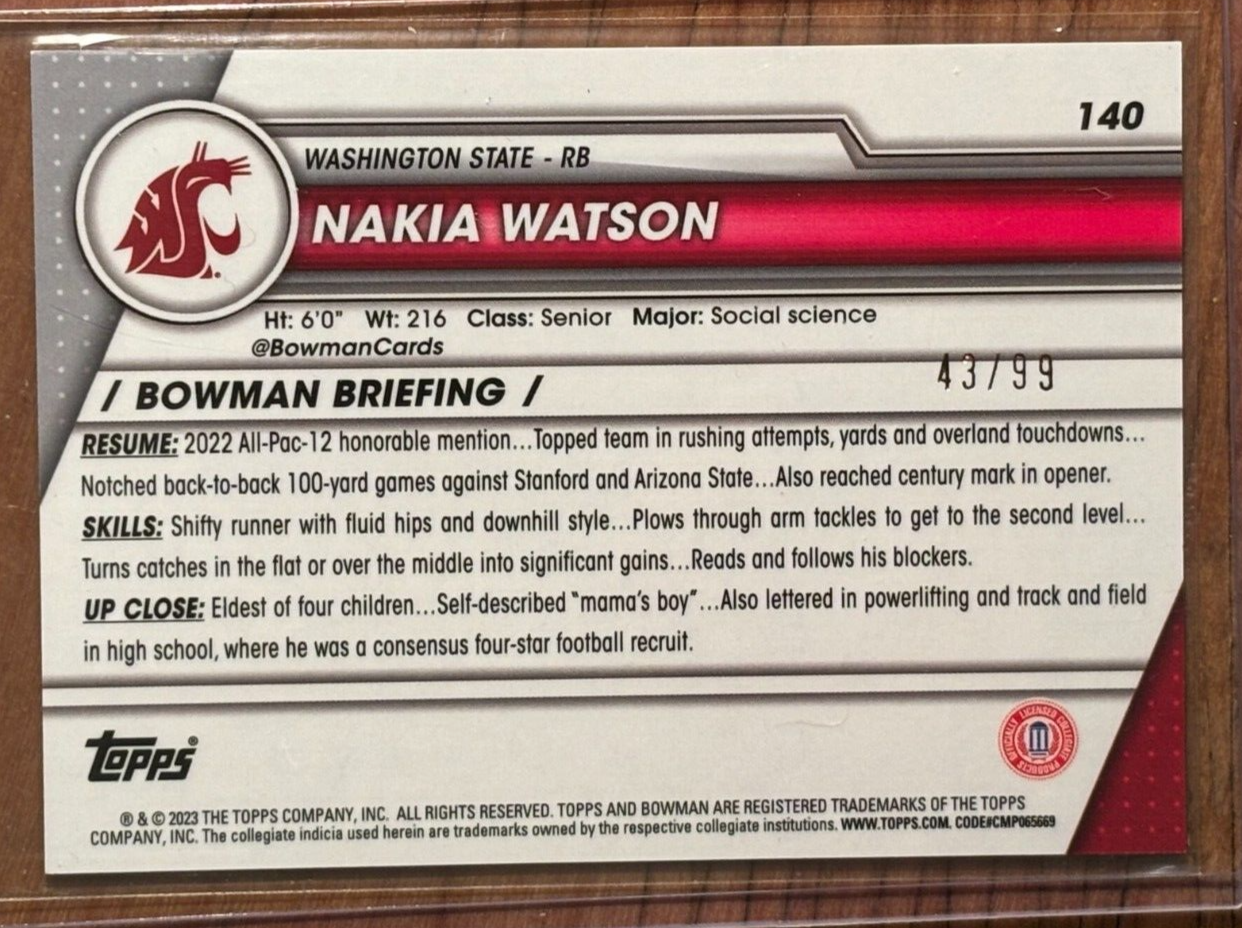 140
WASHINGTON STATE - RB
NAKIA WATSON
Ht: 6'0" Wt: 216 Class: Senior Major: Social science
@BowmanCards
43/99
/ BOWMAN BRIEFING /
RESUME: 2022 All-Pac-12 honorable mention...Topped team in rushing attempts, yards and overland touchdowns...
Notched back-to-back 100-yard games against Stanford and Arizona State...Also reached century mark in opener.
SKILLS: Shifty runner with fluid hips and downhill style...Plows through arm tackles to get to the second level...
Turns catches in the flat or over the middle into significant gains...Reads and follows his blockers.
UP CLOSE: Eldest of four children...Self-described "mama's boy"...Also lettered in powerlifting and track and field
in high school, where he was a consensus four-star football recruit.
Topps®
OFFICIALLY LICENSED COLLEGIATE PRODUCTS
® & © 2023 THE TOPPS COMPANY, INC. ALL RIGHTS RESERVED. TOPPS AND BOWMAN ARE REGISTERED TRADEMARKS OF THE TOPPS
COMPANY, INC. The collegiate indicia used herein are trademarks owned by the respective collegiate institutions. WWW.TOPPS.COM. CODE#CMP065669